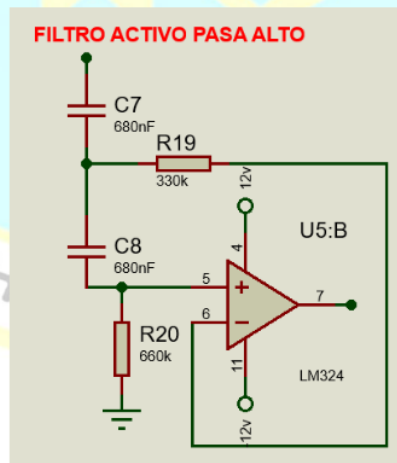 FILTRO ACTIVO PASA ALTO
C7
680nF
R19
330k
12v
U5:B
4
C8
680nF
5
+
7
6
−
R20
660k
11
LM324
-12v